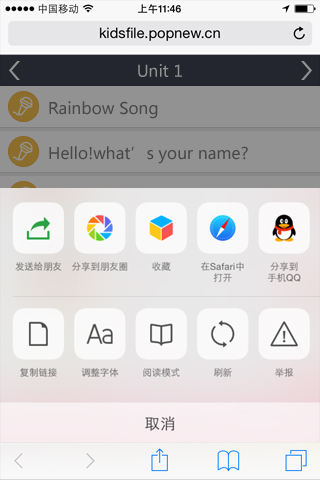 中国移动
上午11:46
kidsfile.popnew.cn
Unit 1
Rainbow Song
Hello!what's your name?
发送给朋友
分享到朋友圈
收藏
在Safari中
打开
分享到
手机QQ
复制链接
调整字体
阅读模式
刷新
举报
Aa
取消